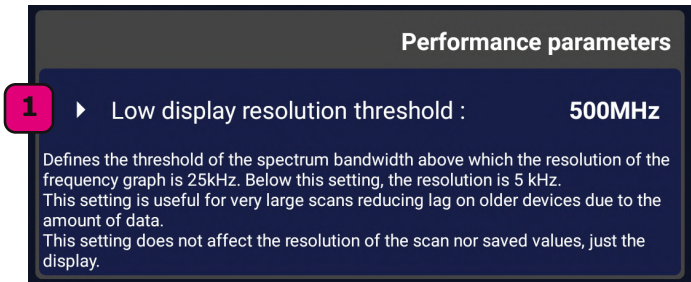 Performance parameters
1
Low display resolution threshold : 500MHz
Defines the threshold of the spectrum bandwidth above which the resolution of the
frequency graph is 25kHz. Below this setting, the resolution is 5 kHz.
This setting is useful for very large scans reducing lag on older devices due to the
amount of data.
This setting does not affect the resolution of the scan nor saved values, just the
display.